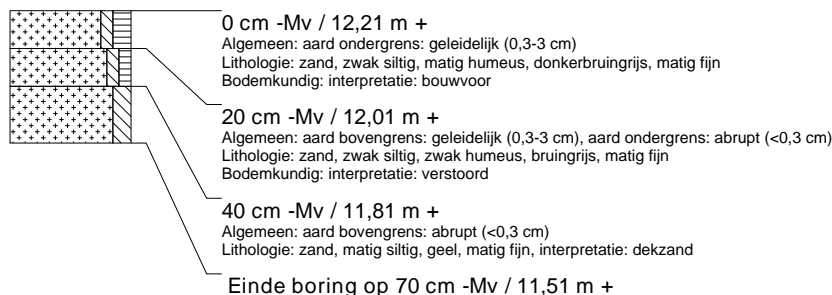 0 cm -Mv / 12,21 m +
Algemeen: aard ondergrens: geleidelijk (0,3-3 cm)
Lithologie: zand, zwak siltig, matig humeus, donkerbruingrijs, matig fijn
Bodemkundig: interpretatie: bouwvoor
20 cm -Mv / 12,01 m +
Algemeen: aard bovengrens: geleidelijk (0,3-3 cm), aard ondergrens: abrupt (<0,3 cm)
Lithologie: zand, zwak siltig, zwak humeus, bruingrijs, matig fijn
Bodemkundig: interpretatie: verstoord
40 cm -Mv / 11,81 m +
Algemeen: aard bovengrens: abrupt (<0,3 cm)
Lithologie: zand, matig siltig, geel, matig fijn, interpretatie: dekzand
Einde boring op 70 cm -Mv / 11,51 m +